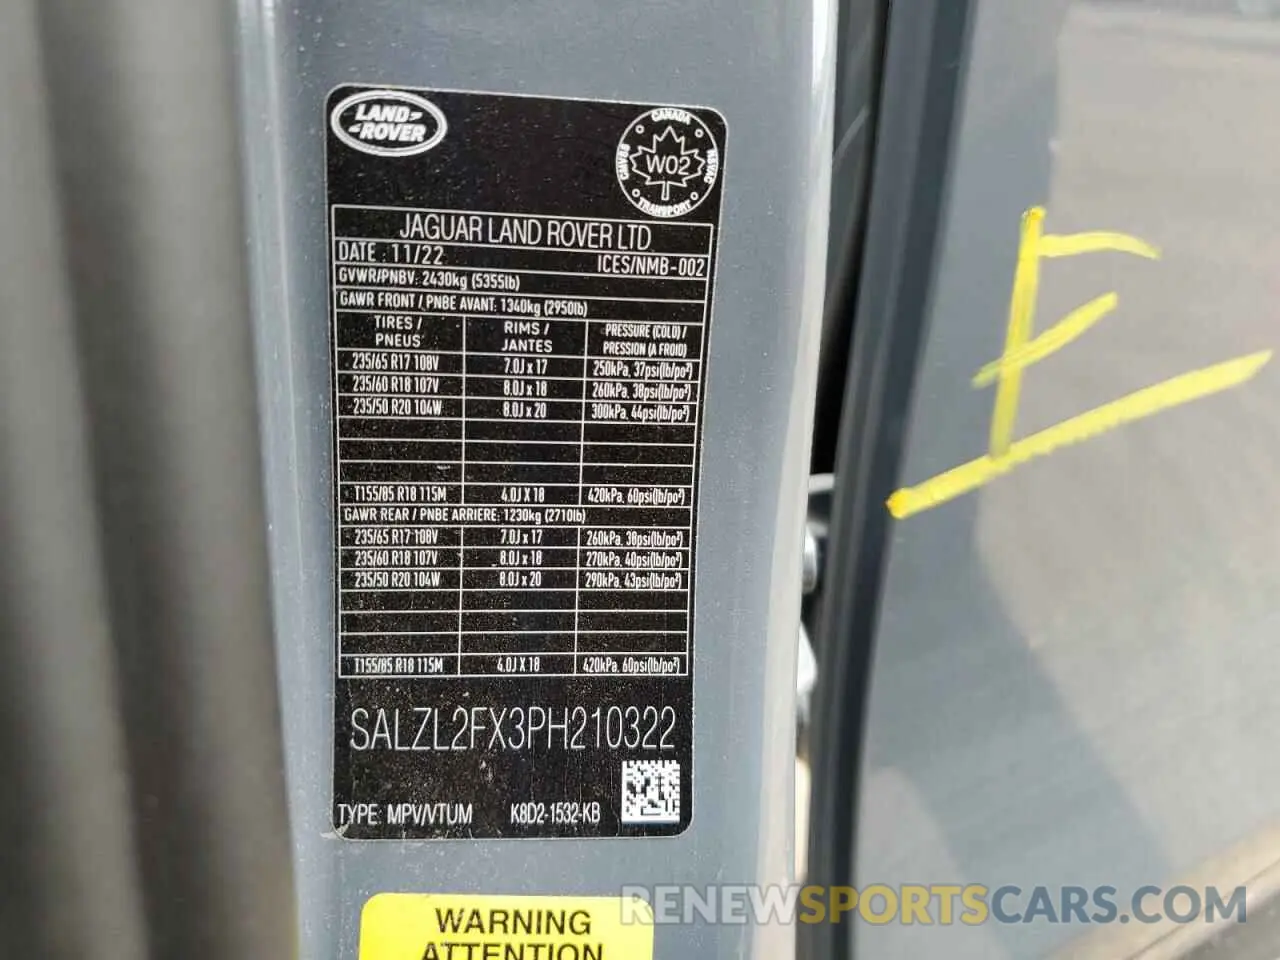 LAND-
-ROVER
CANADA
CMVSS W02 NSVAC
TRANSPORT
JAGUAR LAND ROVER LTD
DATE : 11/22
ICES/NMB-002
GVWR/PNBV: 2430kg (5355lb)
GAWR FRONT / PNBE AVANT: 1340kg (2950lb)
TIRES / PNEUS RIMS / JANTES PRESSURE (COLD) / PRESSION (A FROID)
235/65 R17 108V 7.0J x 17 250kPa, 37psi(lb/po²)
235/60 R18 107V 8.0J x 18 260kPa, 38psi(lb/po²)
235/50 R20 104W 8.0J x 20 300kPa, 44psi(lb/po²)
T155/85 R18 115M 4.0J X 18 420kPa, 60psi(lb/po²)
GAWR REAR / PNBE ARRIERE: 1230kg (2710lb)
235/65 R17 108V 7.0J x 17 260kPa, 38psi(lb/po²)
235/60 R18 107V 8.0J x 18 270kPa, 40psi(lb/po²)
235/50 R20 104W 8.0J x 20 290kPa, 43psi(lb/po²)
T155/85 R18 115M 4.0J X 18 420kPa, 60psi(lb/po²)
SALZL2FX3PH210322
TYPE: MPV/VTUM K8D2-1532-KB
WARNING
ATTENTION
RENEWSPORTSCARS.COM